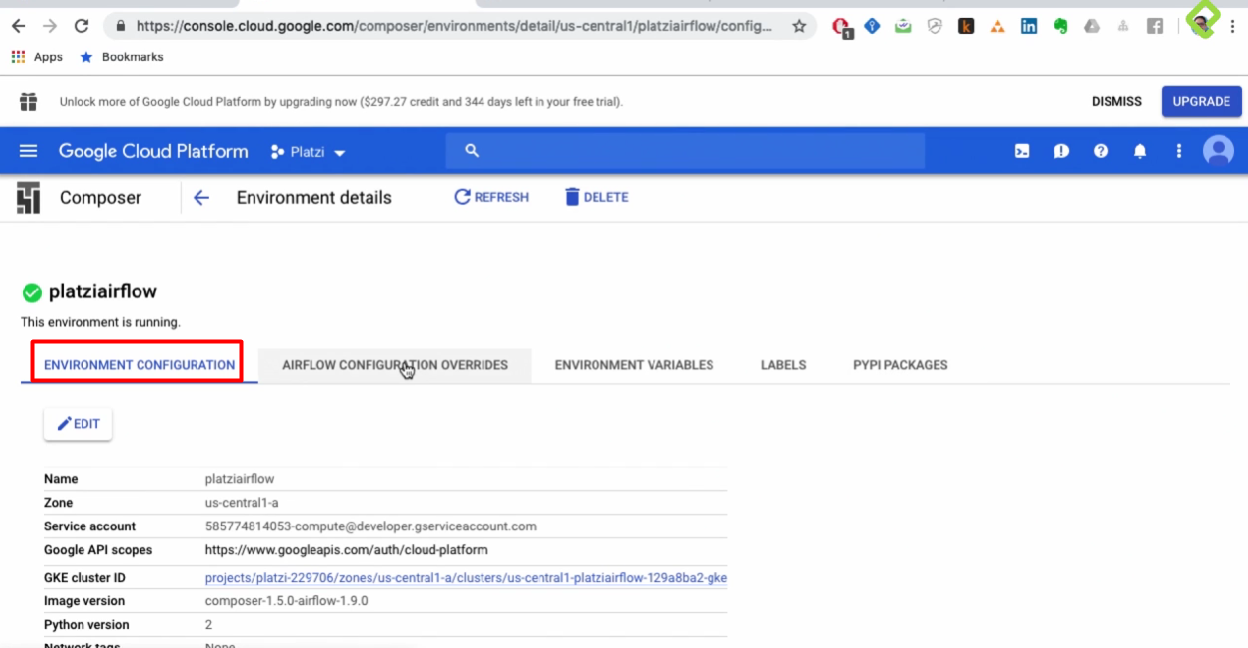 https://console.cloud.google.com/composer/environments/detail/us-central1/platziairflow/config...
1
Apps Bookmarks
Unlock more of Google Cloud Platform by upgrading now ($297.27 credit and 344 days left in your free trial). DISMISS UPGRADE
Google Cloud Platform Platzi
Composer Environment details REFRESH DELETE
platziairflow
This environment is running.
ENVIRONMENT CONFIGURATION AIRFLOW CONFIGURATION OVERRIDES ENVIRONMENT VARIABLES LABELS PYPI PACKAGES
EDIT
Name platziairflow
Zone us-central1-a
Service account 585774814053-compute@developer.gserviceaccount.com
Google API scopes https://www.googleapis.com/auth/cloud-platform
GKE cluster ID projects/platzi-229706/zones/us-central1-a/clusters/us-central1-platziairflow-129a8ba2-gke
Image version composer-1.5.0-airflow-1.9.0
Python version 2
Network tags None